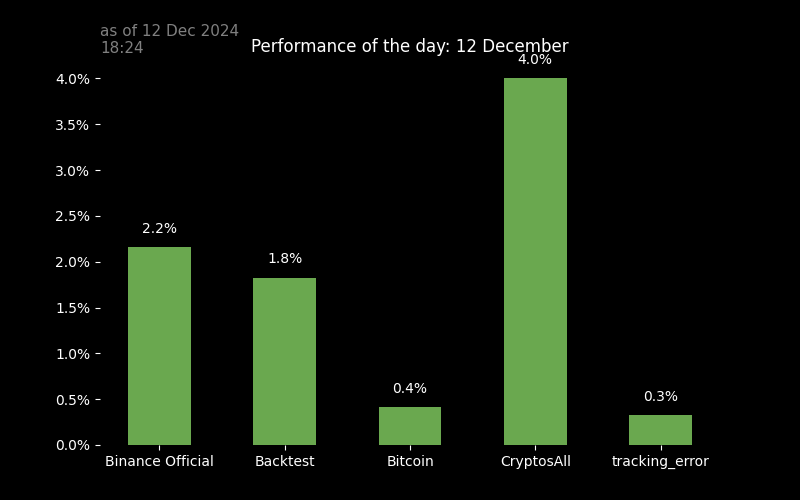 as of 12 Dec 2024
18:24
Performance of the day: 12 December
4.0%
3.5%
3.0%
2.5%
2.0%
1.5%
1.0%
0.5%
0.0%
2.2%
1.8%
0.4%
4.0%
0.3%
Binance Official
Backtest
Bitcoin
CryptosAll
tracking_error